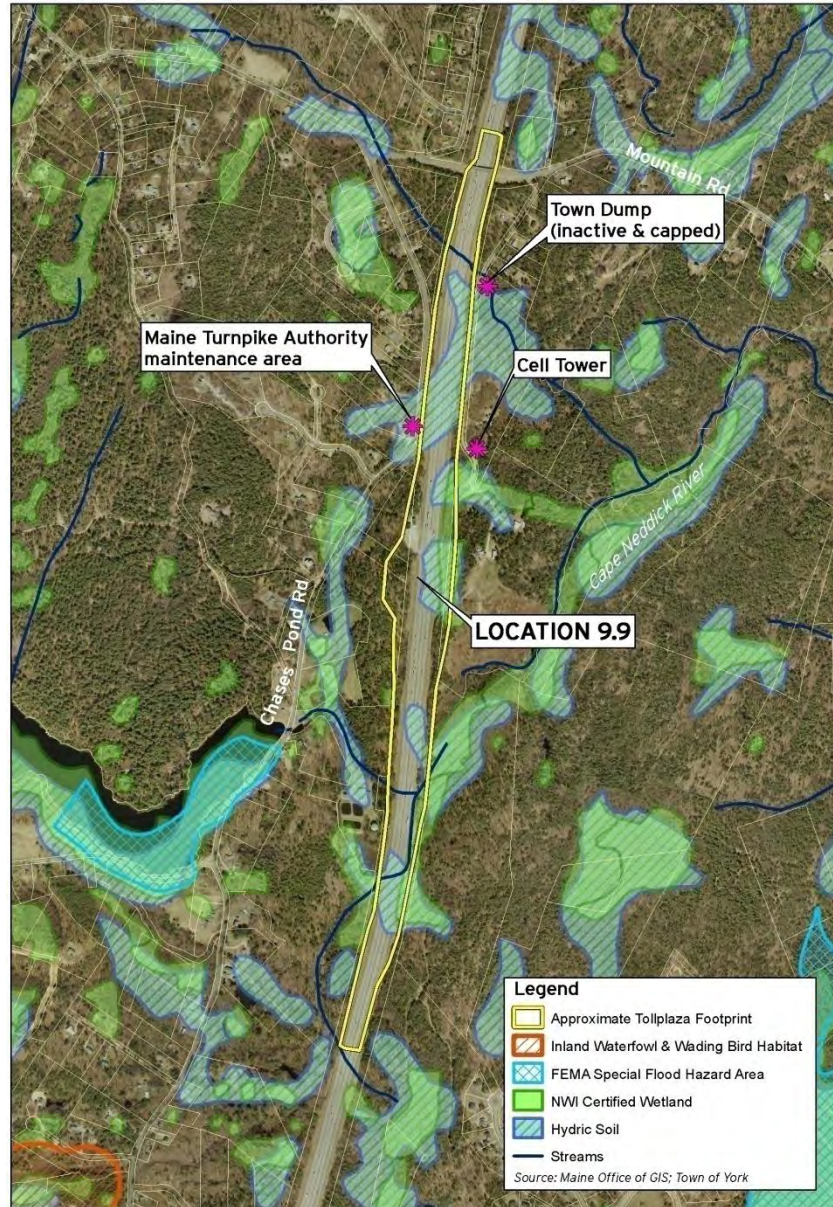 Mountain Rd
Town Dump
(inactive & capped)
Maine Turnpike Authority
maintenance area
Cell Tower
Cape Neddick River
Chases Pond Rd
LOCATION 9.9
Legend
Approximate Tollplaza Footprint
Inland Waterfowl & Wading Bird Habitat
FEMA Special Flood Hazard Area
NWI Certified Wetland
Hydric Soil
Streams
Source: Maine Office of GIS; Town of York